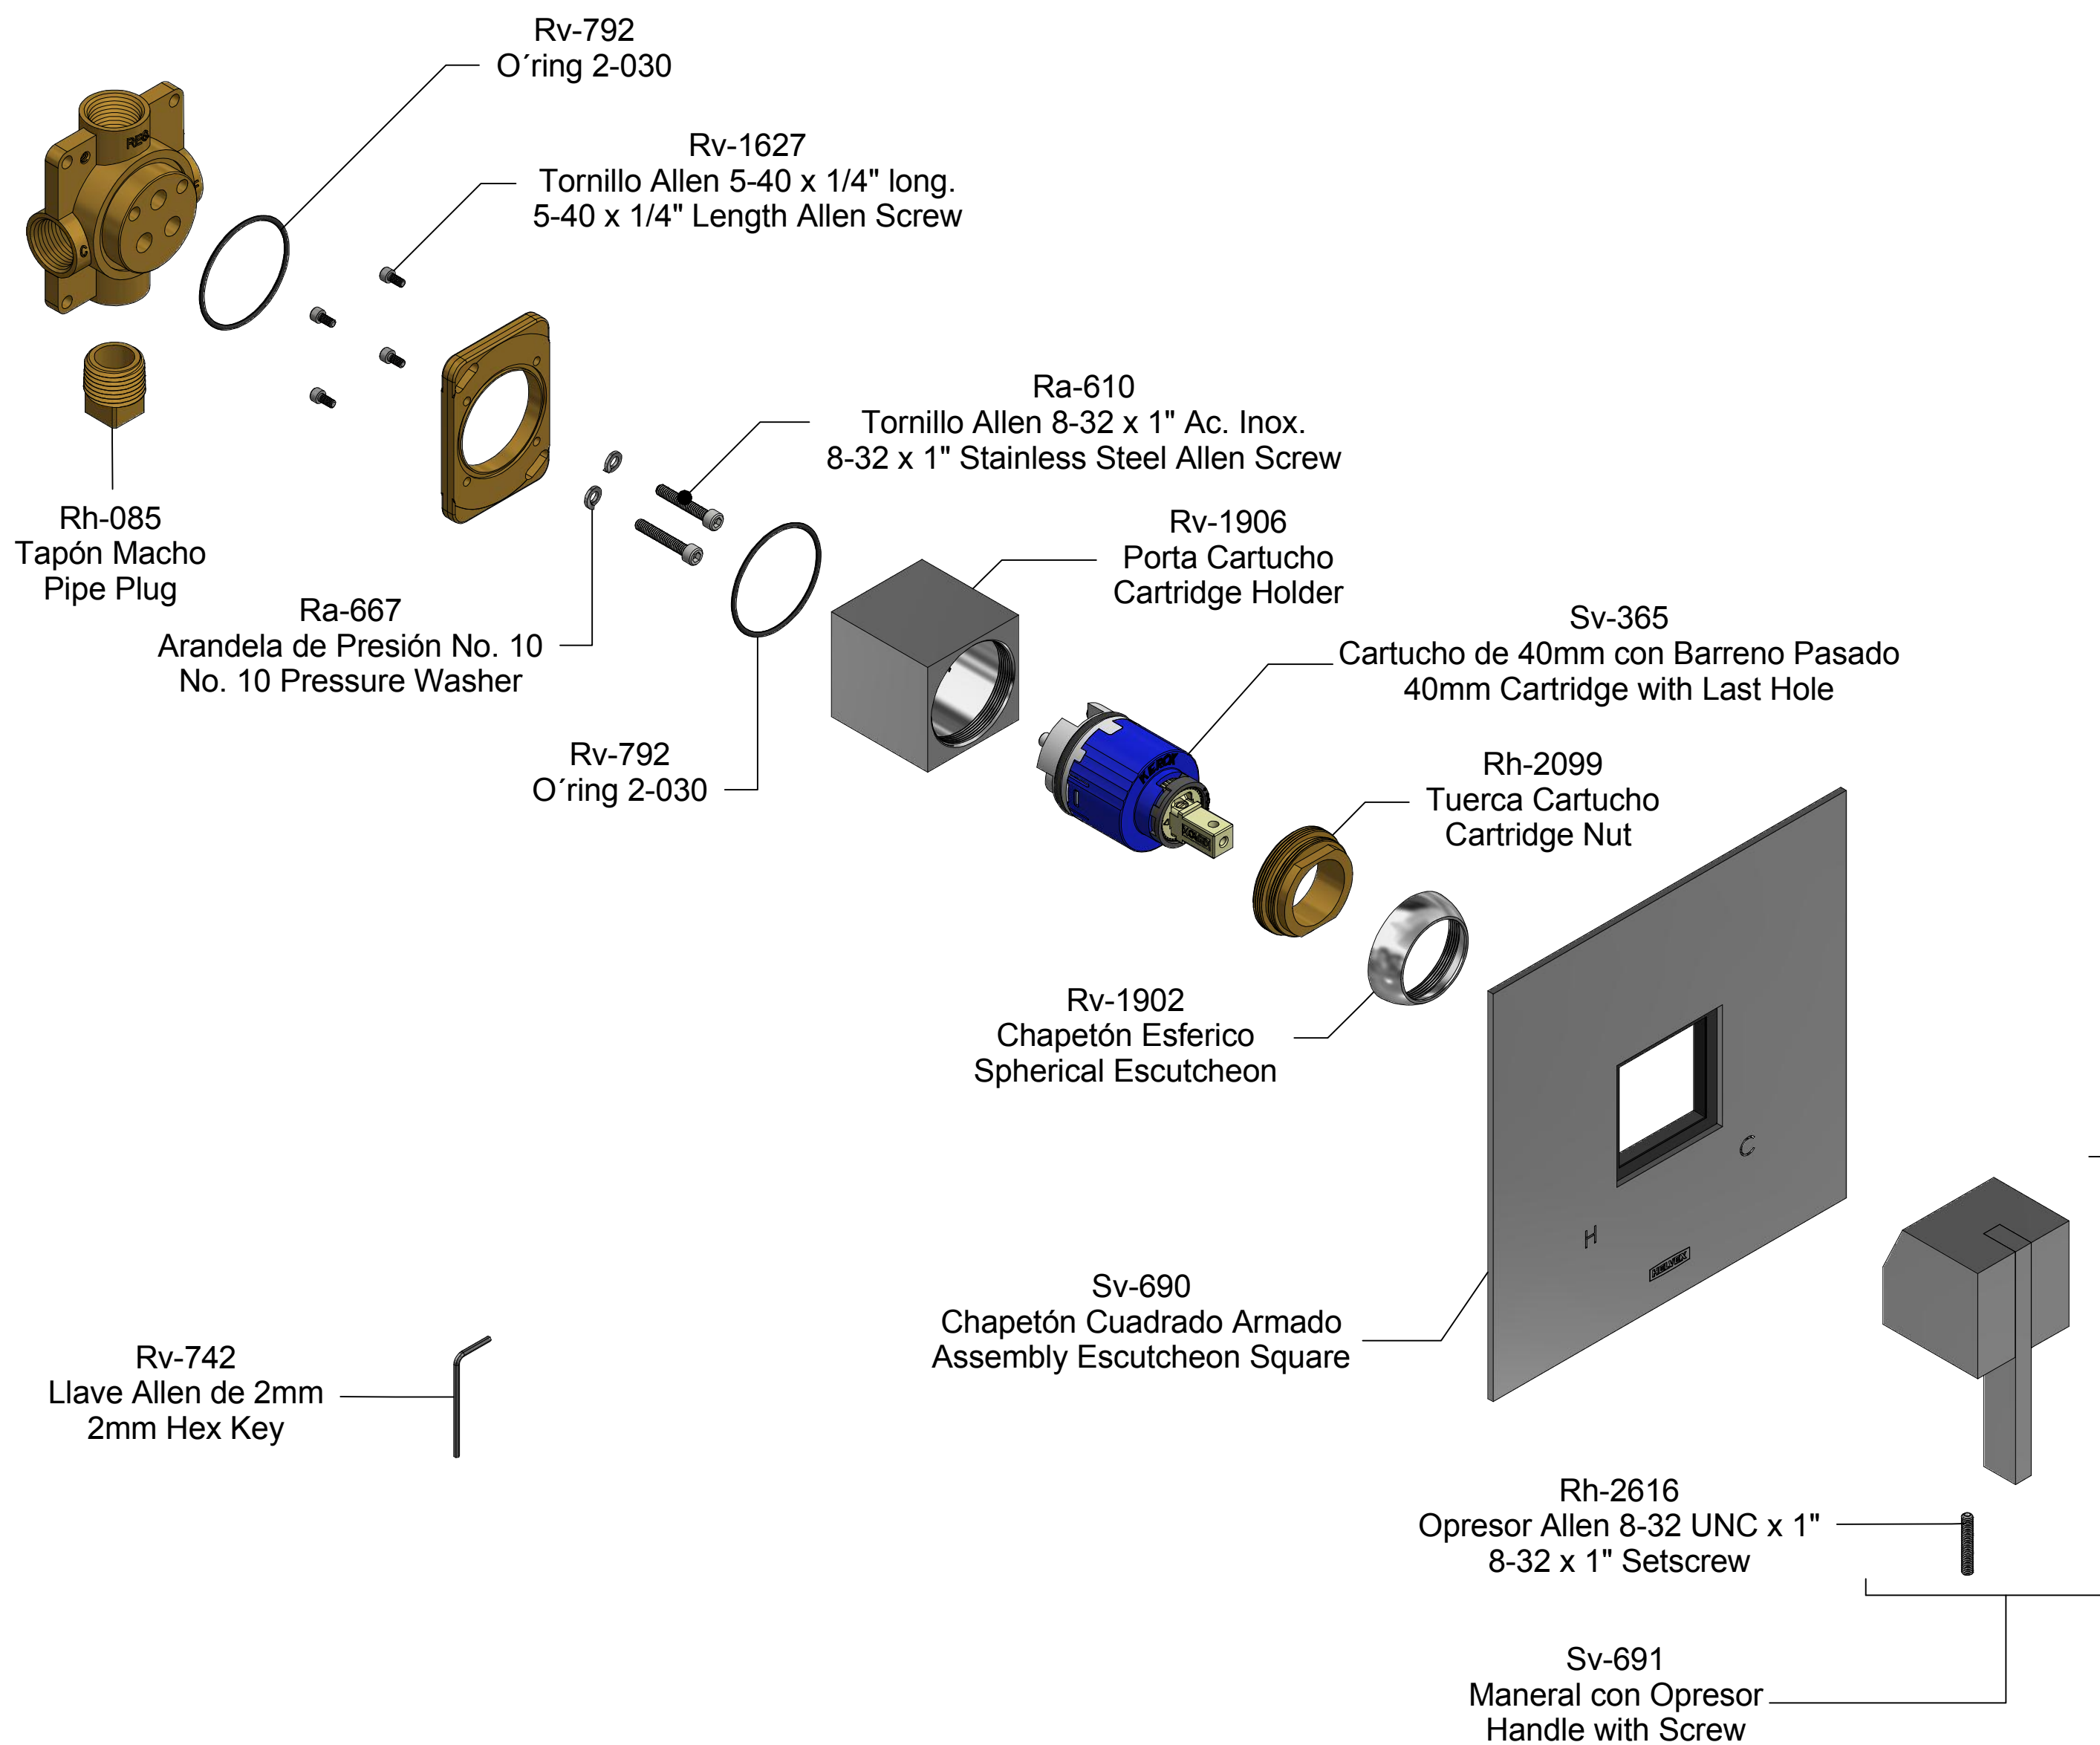 Rv-792
O´ring 2-030
Rv-1627
Tornillo Allen 5-40 x 1/4" long.
5-40 x 1/4" Length Allen Screw
Ra-610
Tornillo Allen 8-32 x 1" Ac. Inox.
8-32 x 1" Stainless Steel Allen Screw
Rh-085
Tapón Macho
Pipe Plug
Rv-1906
Porta Cartucho
Cartridge Holder
Ra-667
Arandela de Presión No. 10
No. 10 Pressure Washer
Sv-365
Cartucho de 40mm con Barreno Pasado
40mm Cartridge with Last Hole
Rv-792
O´ring 2-030
Rh-2099
Tuerca Cartucho
Cartridge Nut
Rv-1902
Chapetón Esferico
Spherical Escutcheon
C
H
HELVEX
Sv-690
Chapetón Cuadrado Armado
Assembly Escutcheon Square
Rv-742
Llave Allen de 2mm
2mm Hex Key
Rh-2616
Opresor Allen 8-32 UNC x 1"
8-32 x 1" Setscrew
Sv-691
Maneral con Opresor
Handle with Screw